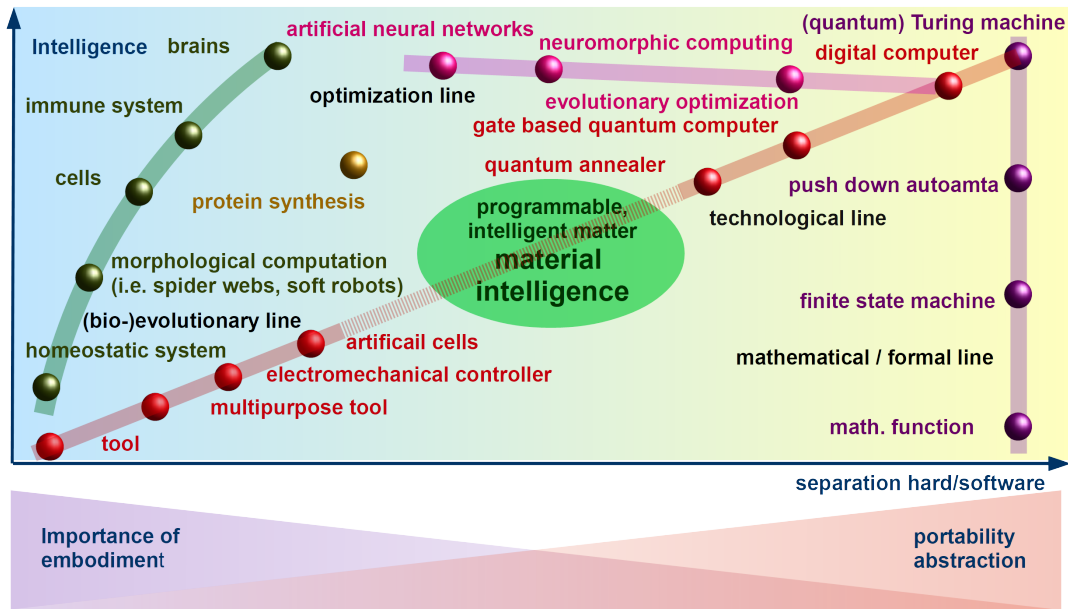 (quantum) Turing machine
artificial neural networks
Intelligence
brains
neuromorphic computing
digital computer
optimization line
immune system
evolutionary optimization
gate based quantum computer
quantum annealer
cells
push down autoamta
protein synthesis
programmable,
intelligent matter
material
intelligence
technological line
morphological computation
(i.e. spider webs, soft robots)
finite state machine
(bio-)evolutionary line
homeostatic system
artificail cells
mathematical / formal line
electromechanical controller
multipurpose tool
math. function
tool
separation hard/software
Importance of
embodiment
portability
abstraction